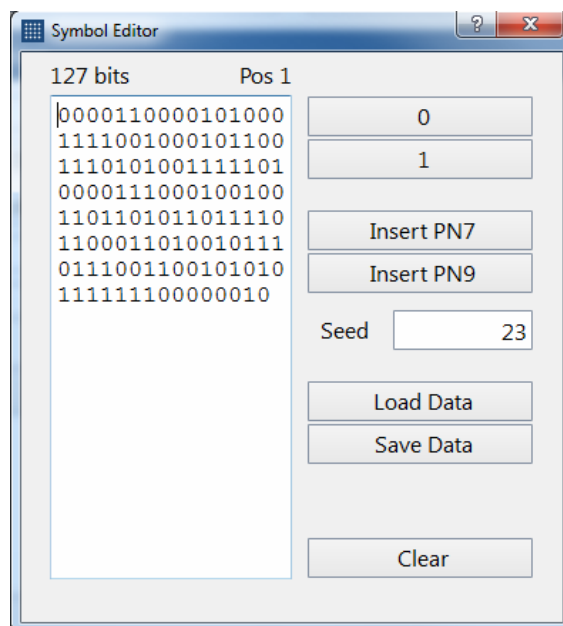 Symbol Editor
127 bits Pos 1
0000110000101000
1111001000101100
1110101001111101
0000111000100100
1101101011011110
1100011010010111
0111001100101010
111111100000010
0
1
Insert PN7
Insert PN9
Seed 23
Load Data
Save Data
Clear